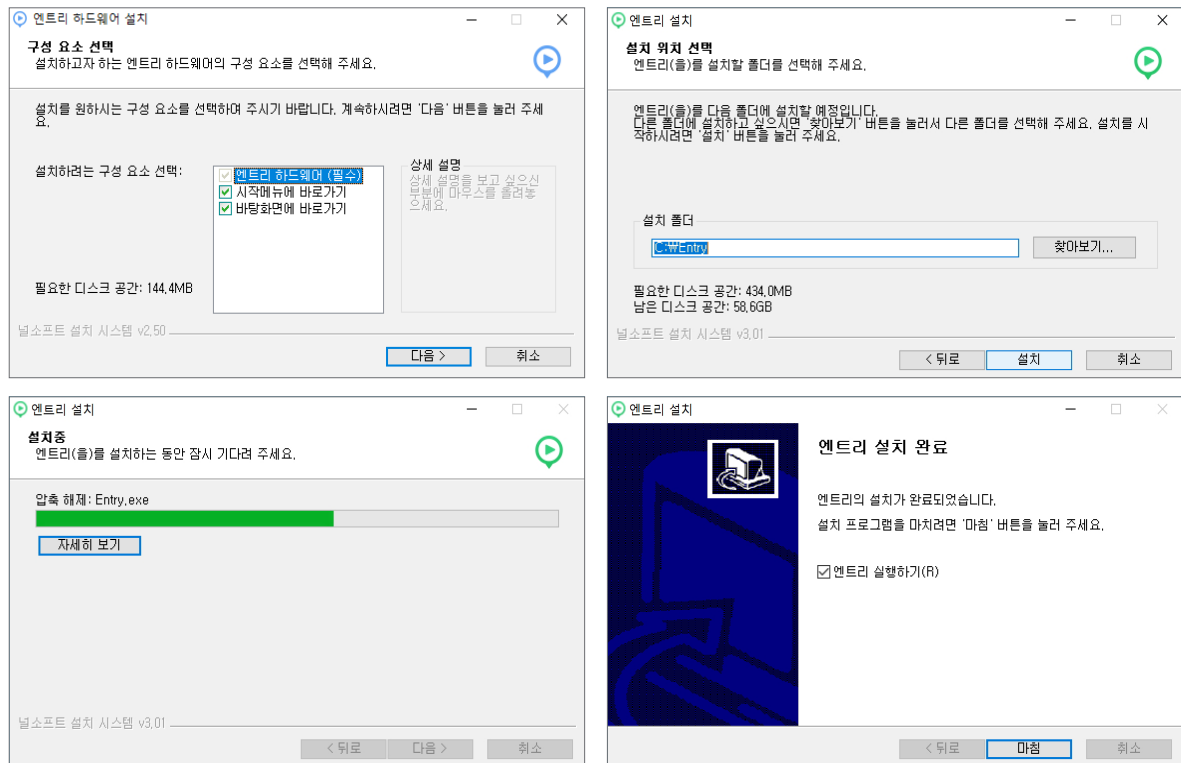 엔트리 하드웨어 설치
구성 요소 선택
설치하고자 하는 엔트리 하드웨어의 구성 요소를 선택해 주세요.
설치를 원하시는 구성 요소를 선택하여 주시기 바랍니다. 계속하시려면 '다음' 버튼을 눌러 주세
요.
설치하려는 구성 요소 선택:
엔트리 하드웨어 (필수)
시작메뉴에 바로가기
바탕화면에 바로가기
상세 설명
상세 설명을 보고 싶으신
부분에 마우스를 올려놓
으세요.
필요한 디스크 공간: 144.4MB
널소프트 설치 시스템 v2.50
다음 >
취소
엔트리 설치
설치 위치 선택
엔트리(을)를 설치할 폴더를 선택해 주세요.
엔트리(을)를 다음 폴더에 설치할 예정입니다.
다른 폴더에 설치하고 싶으시면 '찾아보기' 버튼을 눌러서 다른 폴더를 선택해 주세요. 설치를 시
작하시려면 '설치' 버튼을 눌러 주세요.
설치 폴더
C:₩Entry
찾아보기...
필요한 디스크 공간: 434.0MB
남은 디스크 공간: 58.6GB
널소프트 설치 시스템 v3.01
< 뒤로
설치
취소
엔트리 설치
설치중
엔트리(을)를 설치하는 동안 잠시 기다려 주세요.
압축 해제: Entry.exe
자세히 보기
널소프트 설치 시스템 v3.01
< 뒤로
다음 >
취소
엔트리 설치
엔트리 설치 완료
엔트리의 설치가 완료되었습니다.
설치 프로그램을 마치려면 '마침' 버튼을 눌러 주세요.
엔트리 실행하기(R)
< 뒤로
마침
취소